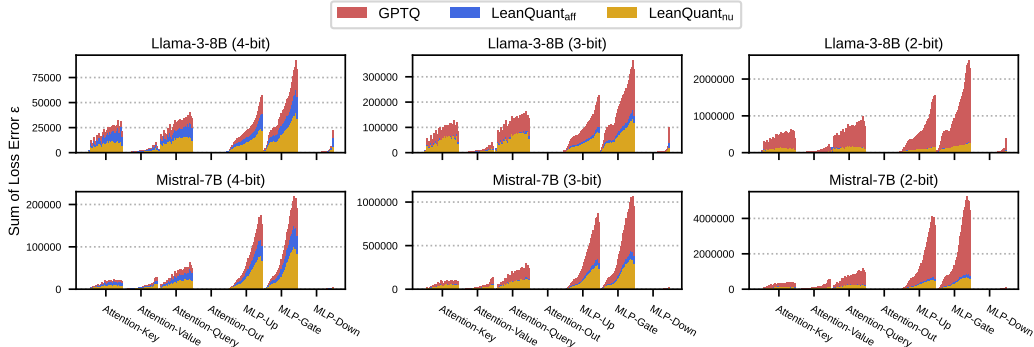 GPTQ LeanQuant_aff LeanQuant_nu
Sum of Loss Error ε
Llama-3-8B (4-bit)
75000
50000
25000
0
Llama-3-8B (3-bit)
300000
200000
100000
0
Llama-3-8B (2-bit)
2000000
1000000
0
Mistral-7B (4-bit)
200000
100000
0
Attention-Key
Attention-Value
Attention-Query
Attention-Out
MLP-Up
MLP-Gate
MLP-Down
Mistral-7B (3-bit)
1000000
500000
0
Attention-Key
Attention-Value
Attention-Query
Attention-Out
MLP-Up
MLP-Gate
MLP-Down
Mistral-7B (2-bit)
4000000
2000000
0
Attention-Key
Attention-Value
Attention-Query
Attention-Out
MLP-Up
MLP-Gate
MLP-Down